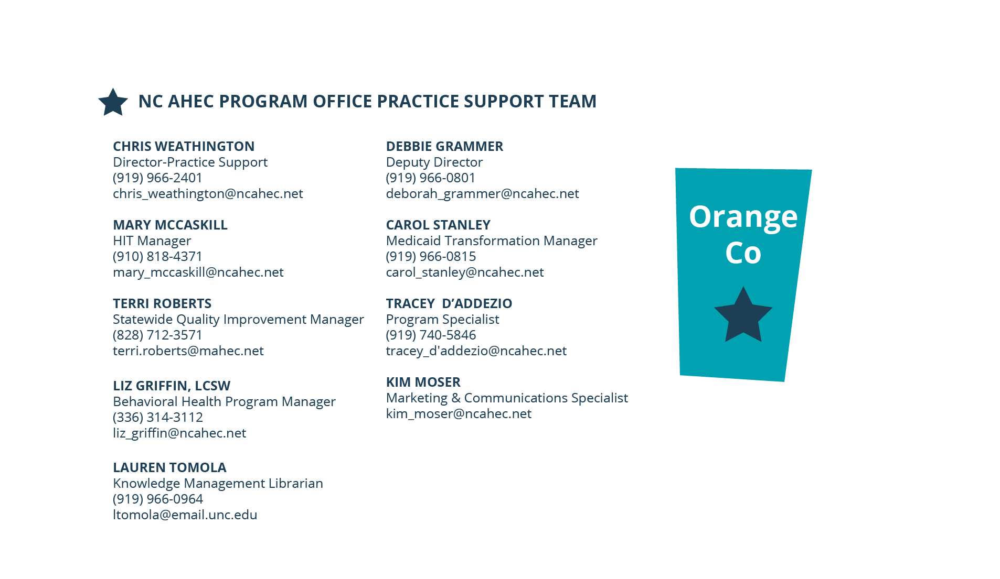 NC AHEC PROGRAM OFFICE PRACTICE SUPPORT TEAM
CHRIS WEATHINGTON
Director-Practice Support
(919) 966-2401
chris_weathington@ncahec.net
MARY MCCASKILL
HIT Manager
(910) 818-4371
mary_mccaskill@ncahec.net
TERRI ROBERTS
Statewide Quality Improvement Manager
(828) 712-3571
terri.roberts@mahec.net
LIZ GRIFFIN, LCSW
Behavioral Health Program Manager
(336) 314-3112
liz_griffin@ncahec.net
LAUREN TOMOLA
Knowledge Management Librarian
(919) 966-0964
ltomola@email.unc.edu
DEBBIE GRAMMER
Deputy Director
(919) 966-0801
deborah_grammer@ncahec.net
CAROL STANLEY
Medicaid Transformation Manager
(919) 966-0815
carol_stanley@ncahec.net
TRACEY  D’ADDEZIO
Program Specialist
(919) 740-5846
tracey_d'addezio@ncahec.net
KIM MOSER
Marketing & Communications Specialist
kim_moser@ncahec.net
Orange
Co